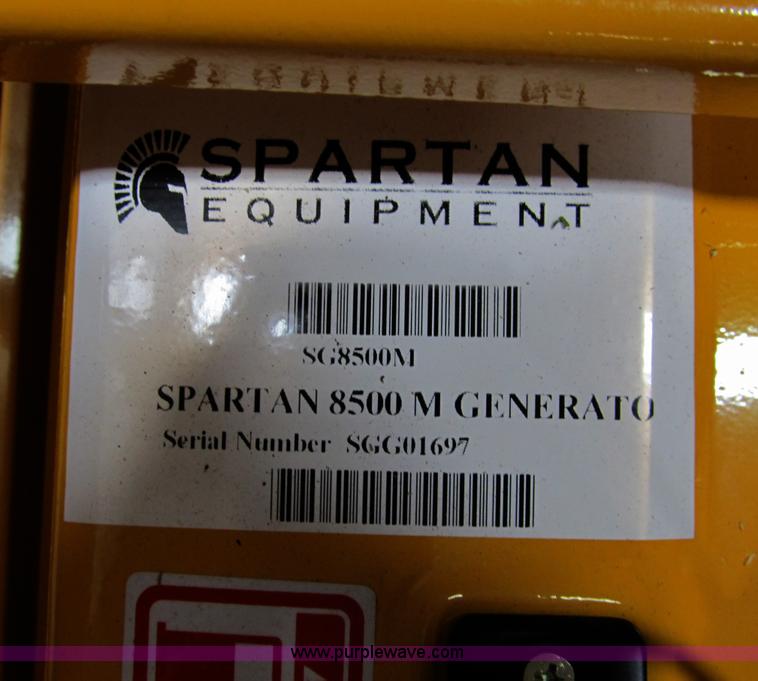 SPARTAN
EQUIPMENT
SG8500M
SPARTAN 8500 M GENERATO
Serial Number SGG01697
www.purplewave.com